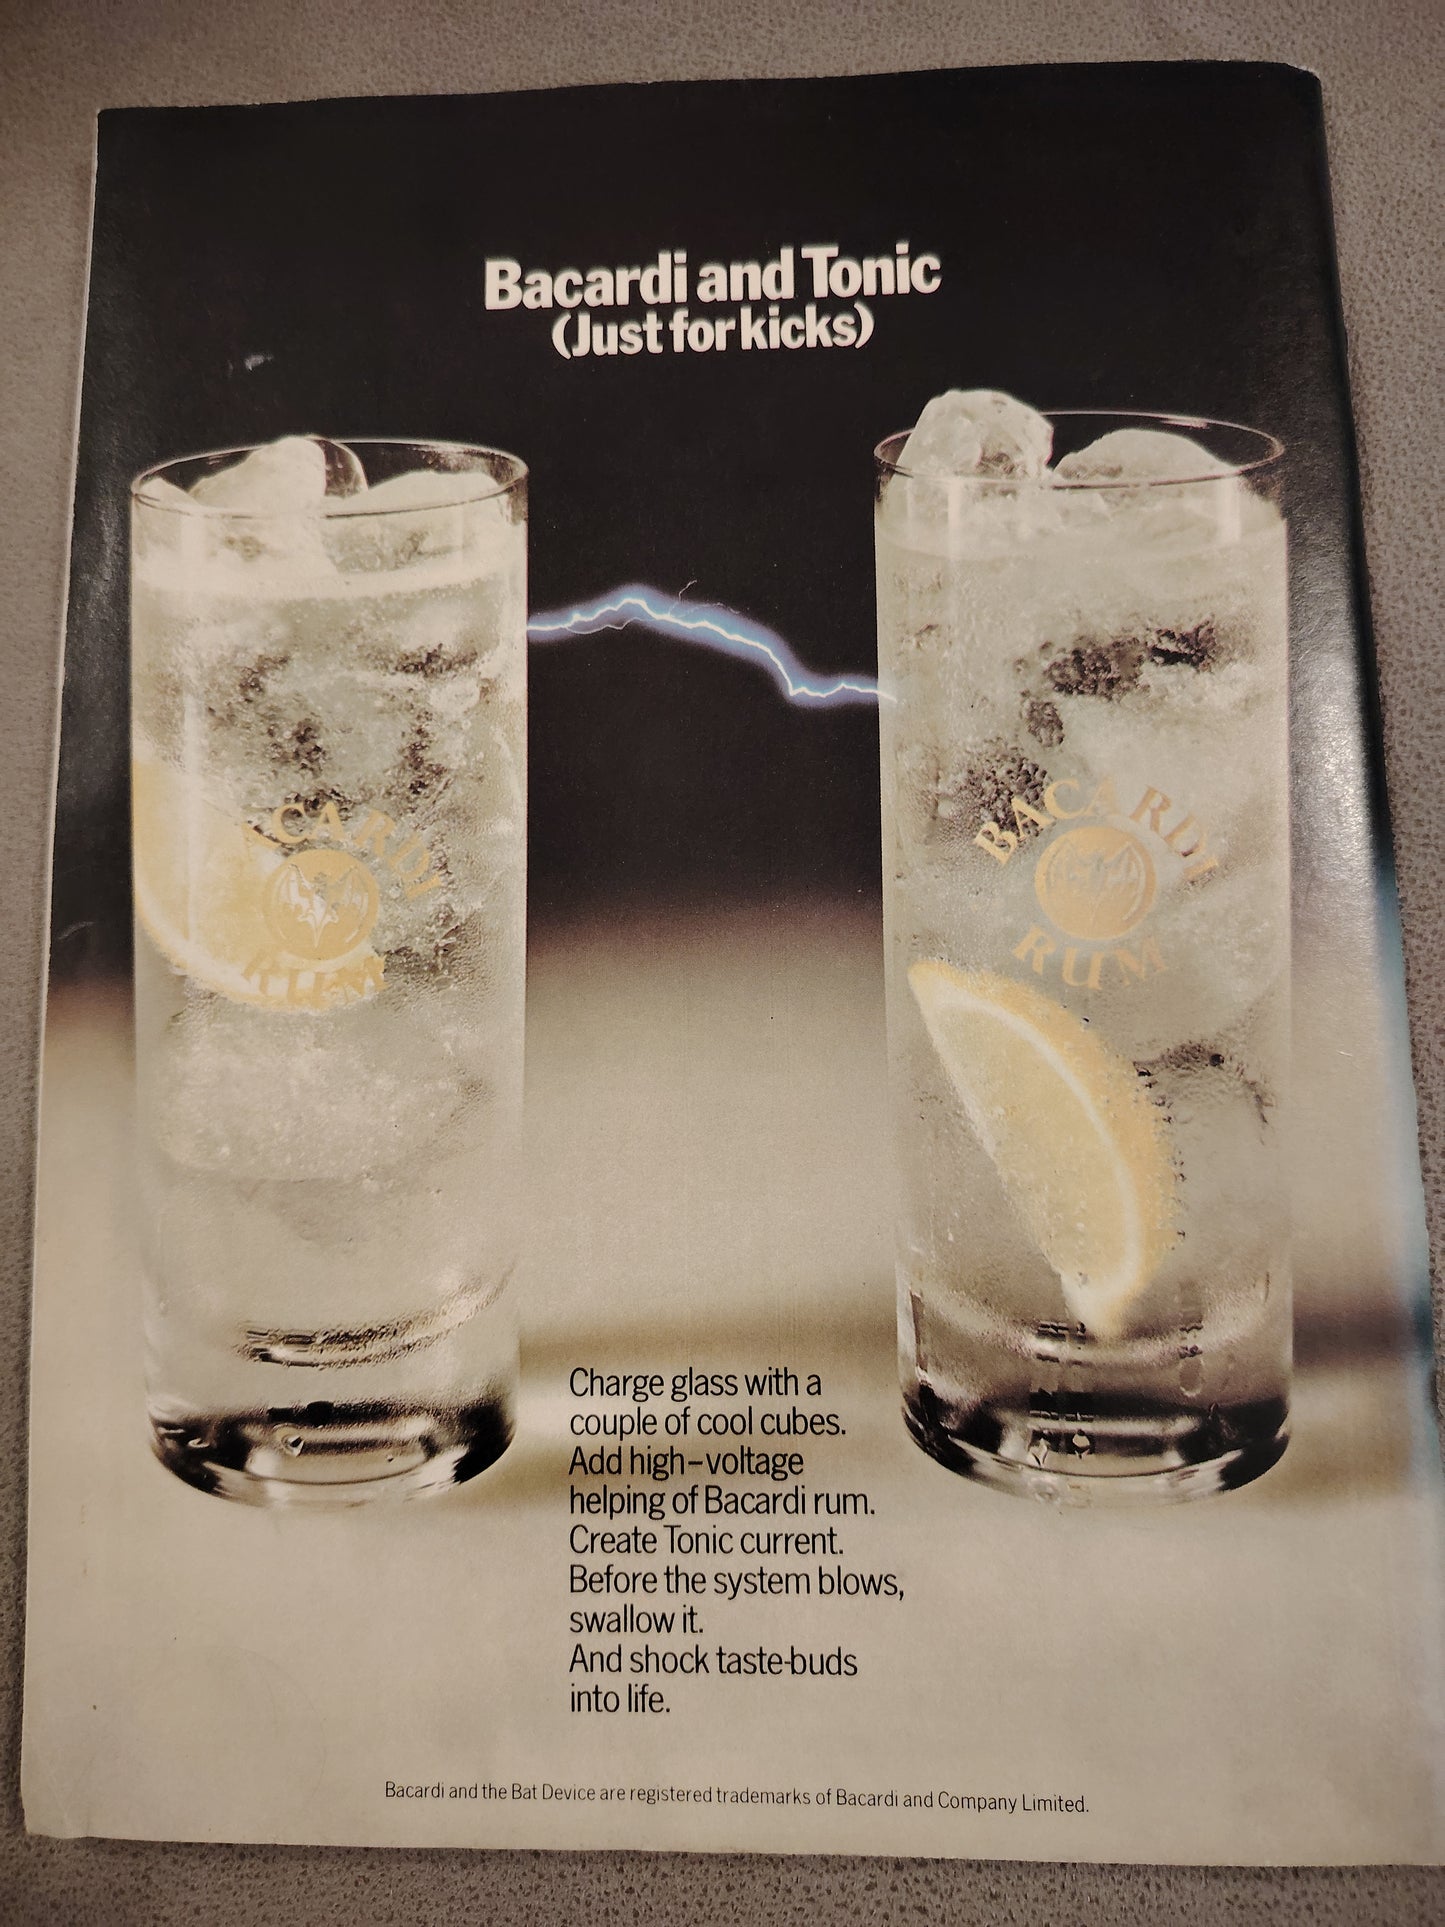 Bacardi and Tonic
(Just for kicks)
ACARDI
RUM
BACARDI
RUM
Charge glass with a
couple of cool cubes.
Add high-voltage
helping of Bacardi rum.
Create Tonic current.
Before the system blows,
swallow it.
And shock taste-buds
into life.
Bacardi and the Bat Device are registered trademarks of Bacardi and Company Limited.